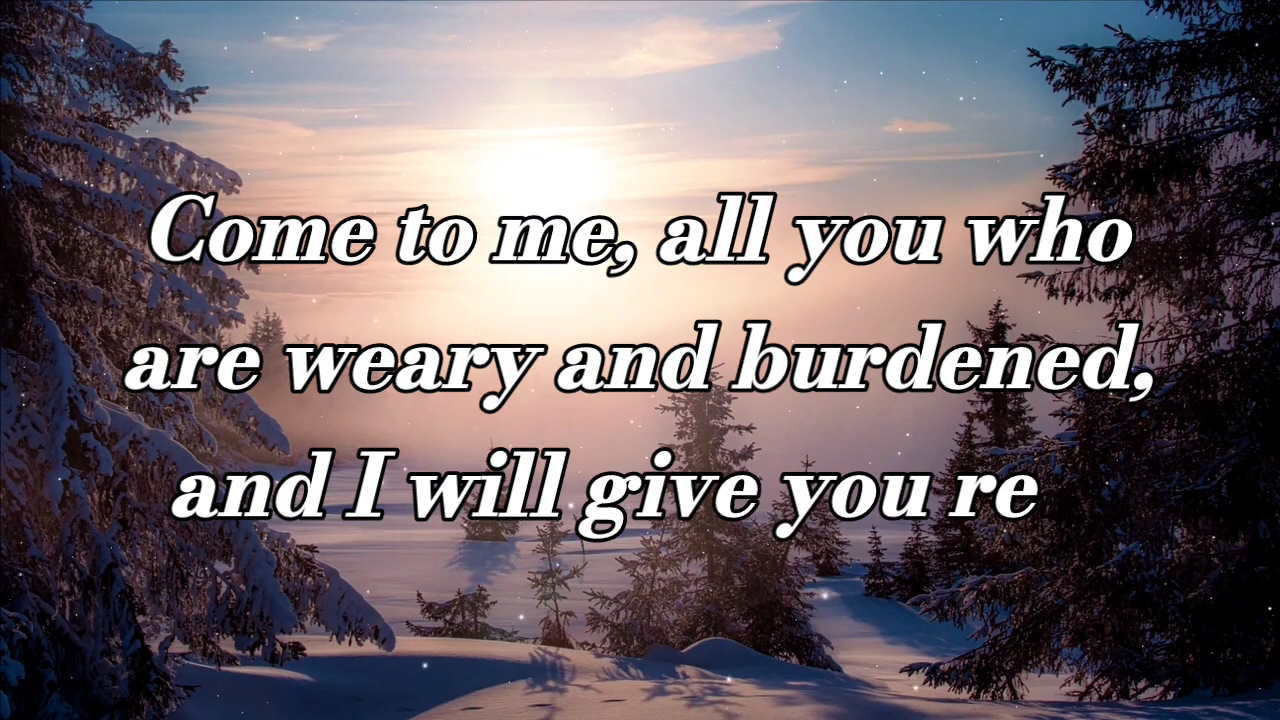 Come to me, all you who
are weary and burdened,
and I will give you re